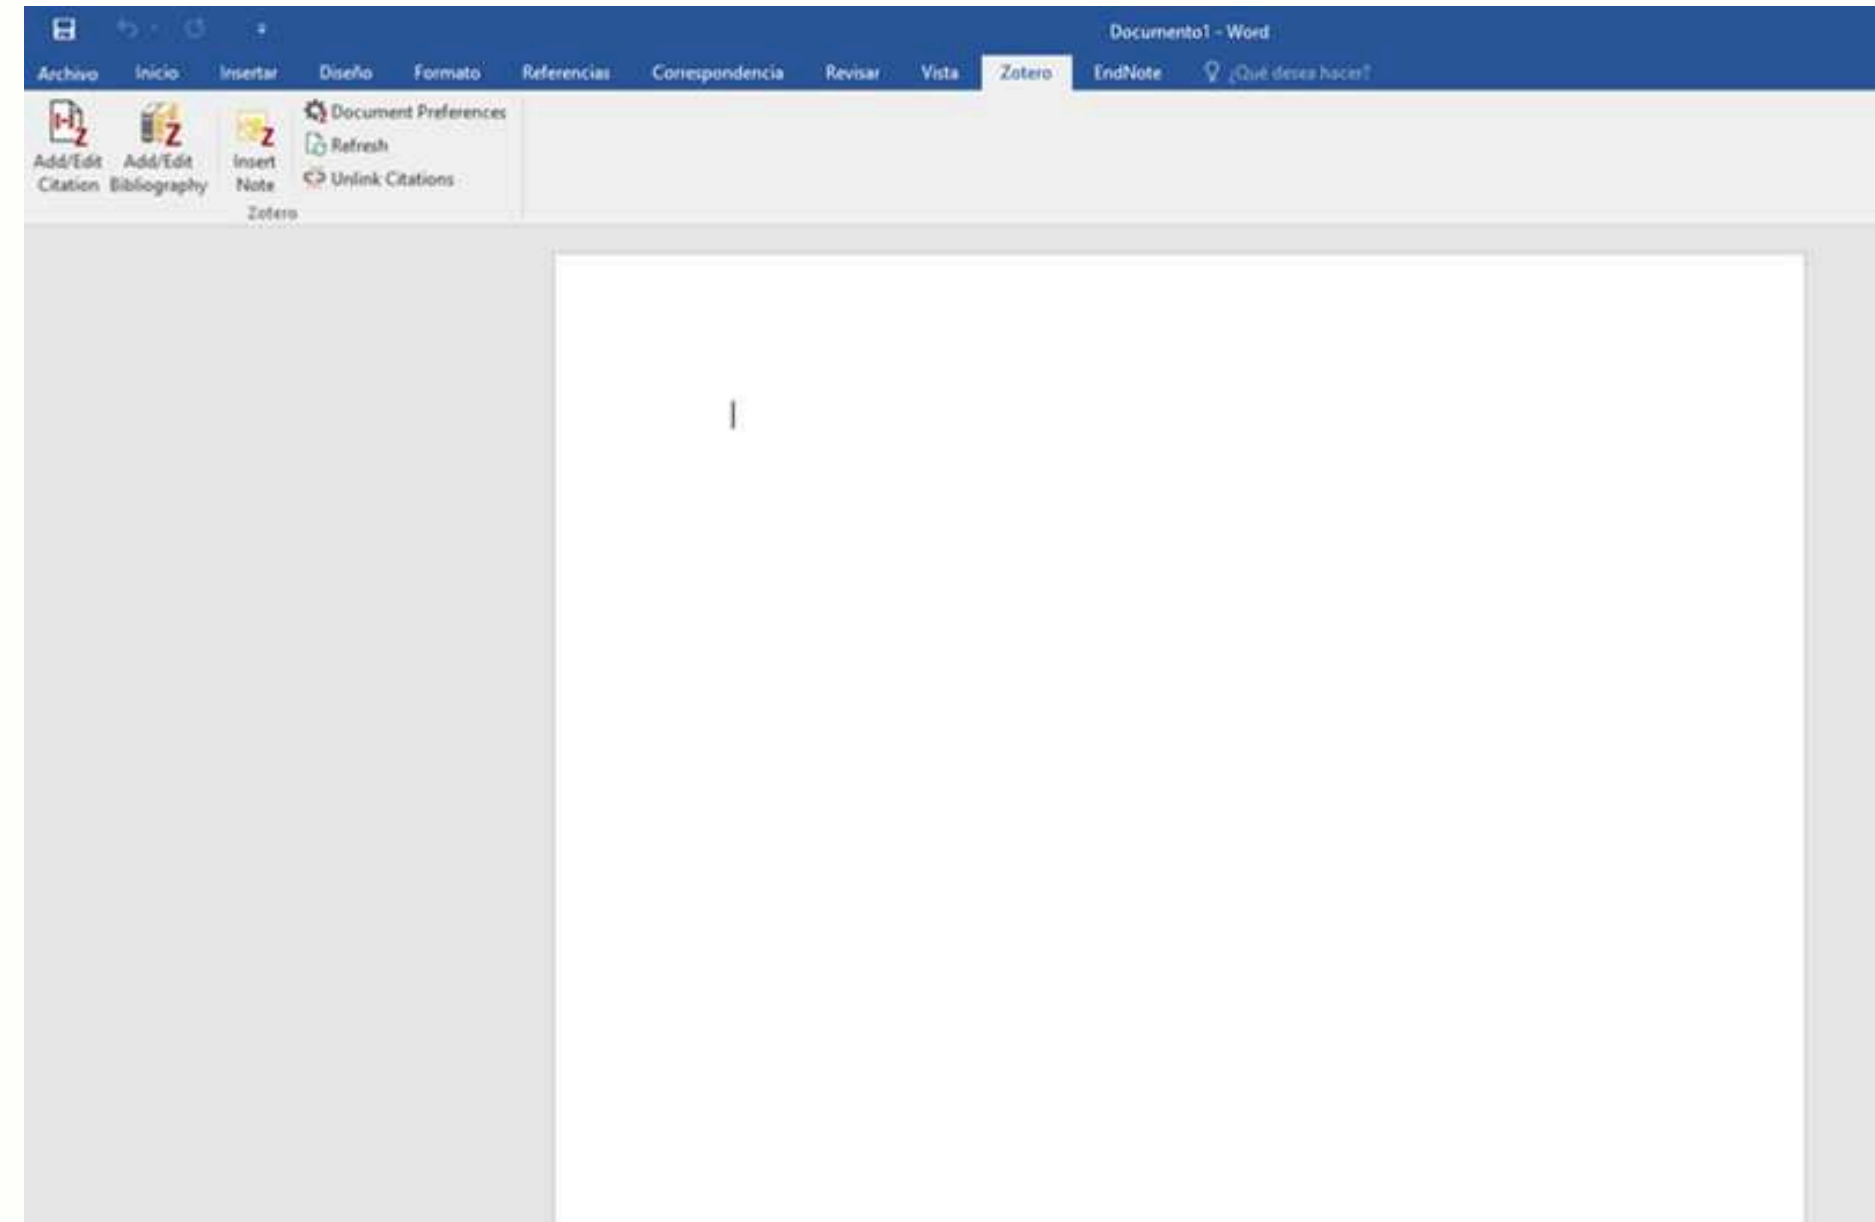 Documento1 - Word
Archivo Inicio Insertar Diseño Formato Referencias Correspondencia Revisar Vista Zotero EndNote ¿Qué desea hacer?
Add/Edit Citation
Add/Edit Bibliography
Insert Note
Document Preferences
Refresh
Unlink Citations
Zotero